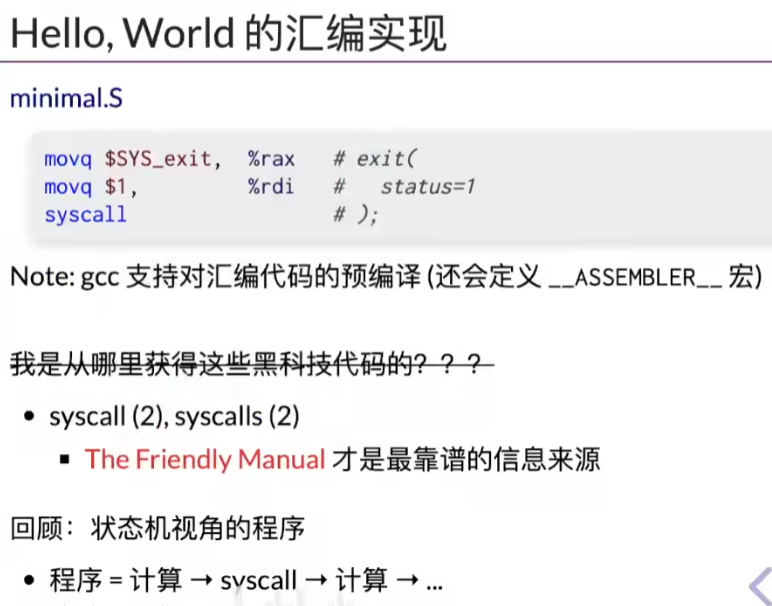 Hello, World 的汇编实现
minimal.S
movq $SYS_exit,  %rax   # exit(
movq $1,         %rdi   #   status=1
syscall                 # );
Note: gcc 支持对汇编代码的预编译 (还会定义 __ASSEMBLER__ 宏)
我是从哪里获得这些黑科技代码的？？？
• syscall (2), syscalls (2)
▪ The Friendly Manual 才是最靠谱的信息来源
回顾：状态机视角的程序
• 程序 = 计算 → syscall → 计算 → ...